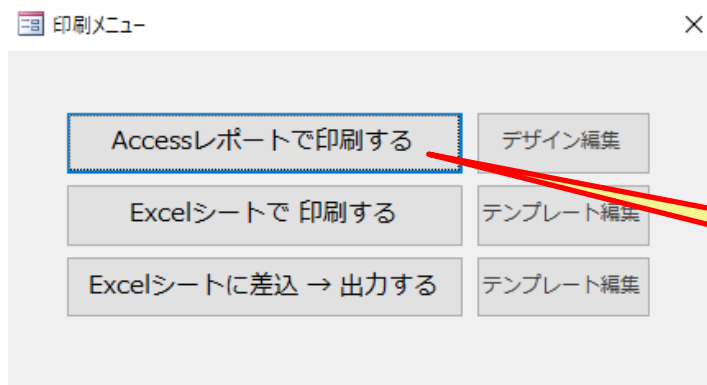 印刷メニュー
Accessレポートで印刷する デザイン編集
Excelシートで 印刷する テンプレート編集
Excelシートに差込 → 出力する テンプレート編集